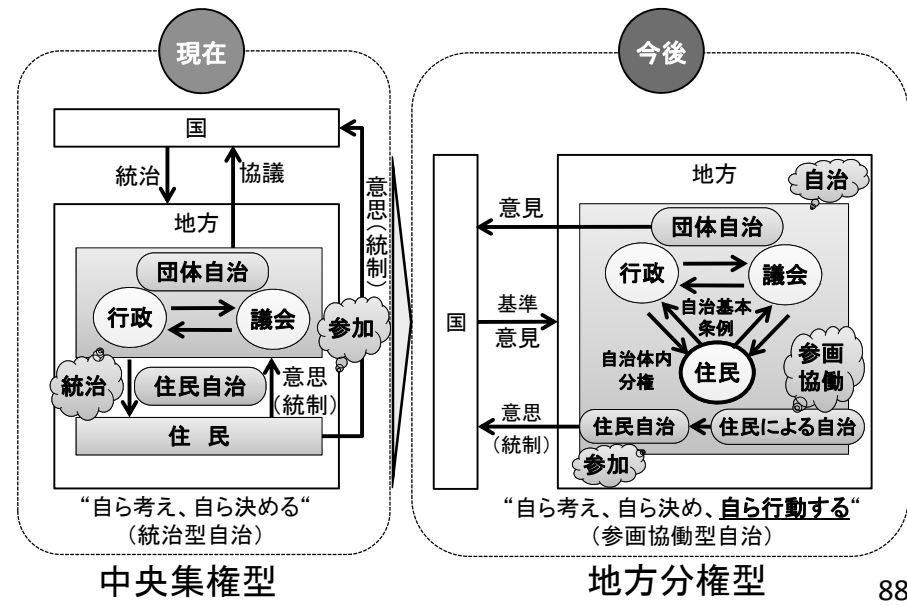 現在
国
統治
協議
意思(統制)
地方
団体自治
行政
議会
参加
統治
住民自治
意思
(統制)
住 民
“自ら考え、自ら決める“
(統治型自治)
中央集権型
今後
地方
自治
意見
団体自治
行政
議会
国
基準
意見
自治基本
条例
自治体内
分権
住民
参画
協働
意思
(統制)
住民自治
住民による自治
参加
“自ら考え、自ら決め、自ら行動する“
(参画協働型自治)
地方分権型
88